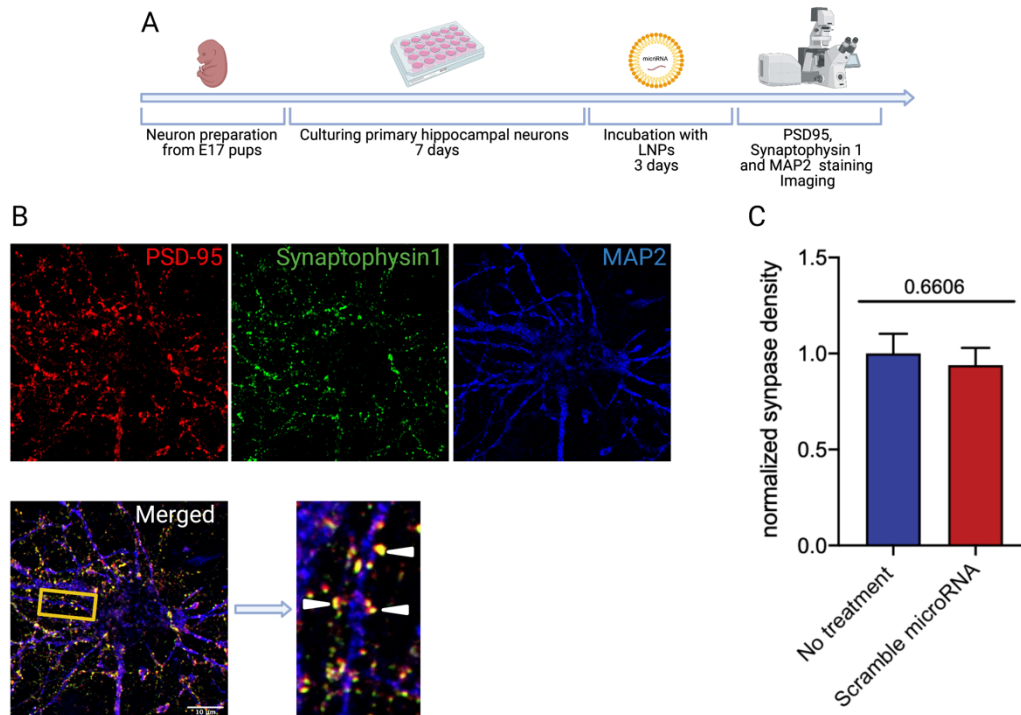 A
microRNA
Neuron preparation
from E17 pups
Culturing primary hippocampal neurons
7 days
Incubation with
LNPs
3 days
PSD95,
Synaptophysin 1
and MAP2 staining
Imaging
B
PSD-95
Synaptophysin1
MAP2
Merged
10 µm
C
normalized synpase density
1.5
1.0
0.5
0.0
0.6606
No treatment
Scramble microRNA